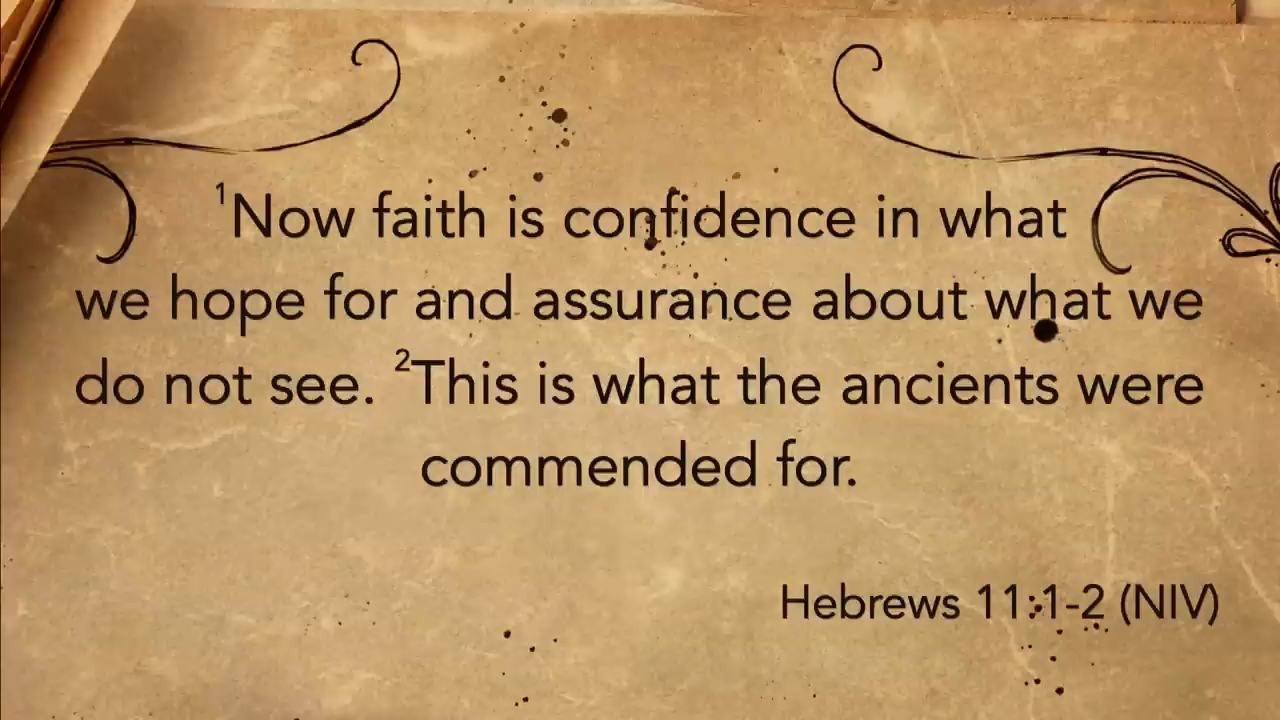 ¹Now faith is confidence in what
we hope for and assurance about what we
do not see. ²This is what the ancients were
commended for.
Hebrews 11:1-2 (NIV)